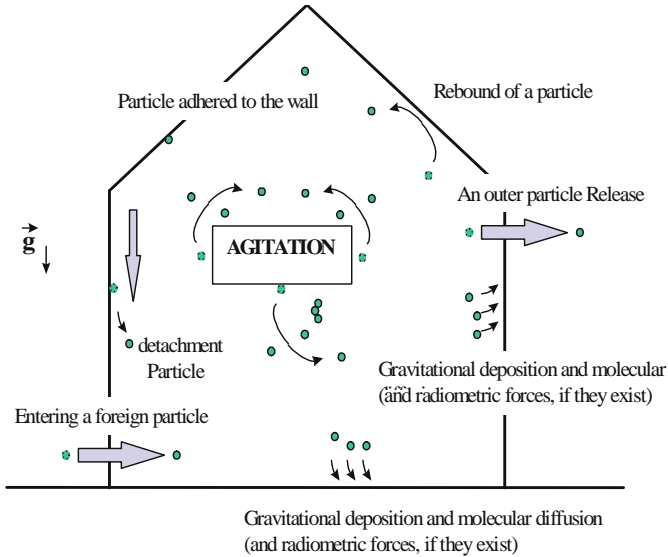 Particle adhered to the wall
Rebound of a particle
An outer particle Release
g
AGITATION
detachment
Particle
Gravitational deposition and molecular
(and radiometric forces, if they exist)
Entering a foreign particle
Gravitational deposition and molecular diffusion
(and radiometric forces, if they exist)